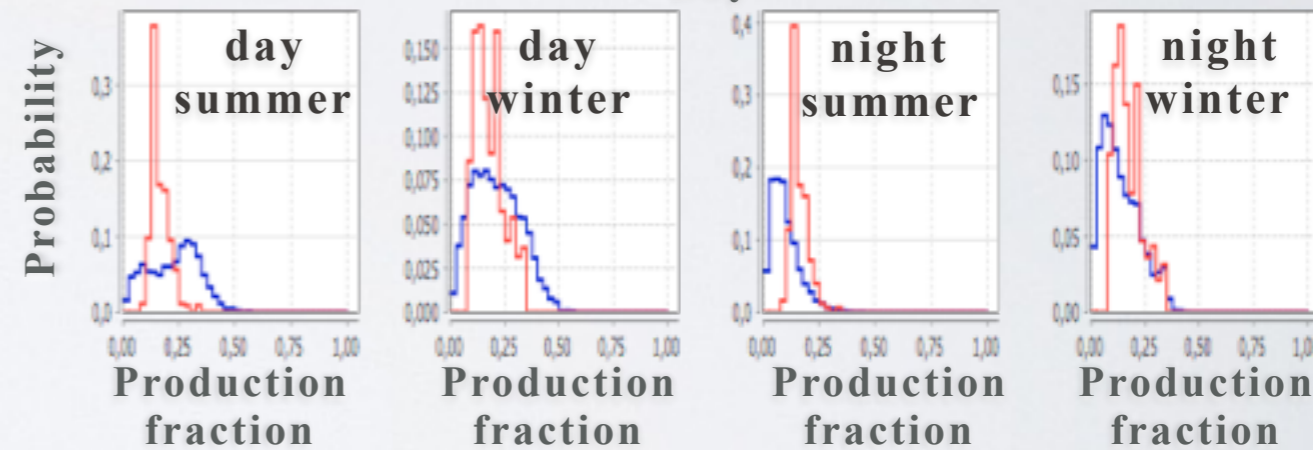 Probability
day
summer
0,3
0,2
0,1
0,0
0,00 0,25 0,50 0,75 1,00
Production
fraction
day
winter
0,150
0,125
0,100
0,075
0,050
0,025
0,000
0,00 0,25 0,50 0,75 1,00
Production
fraction
night
summer
0,4
0,3
0,2
0,1
0,0
0,00 0,25 0,50 0,75 1,00
Production
fraction
night
winter
0,15
0,10
0,05
0,00
0,00 0,25 0,50 0,75
Production
fraction